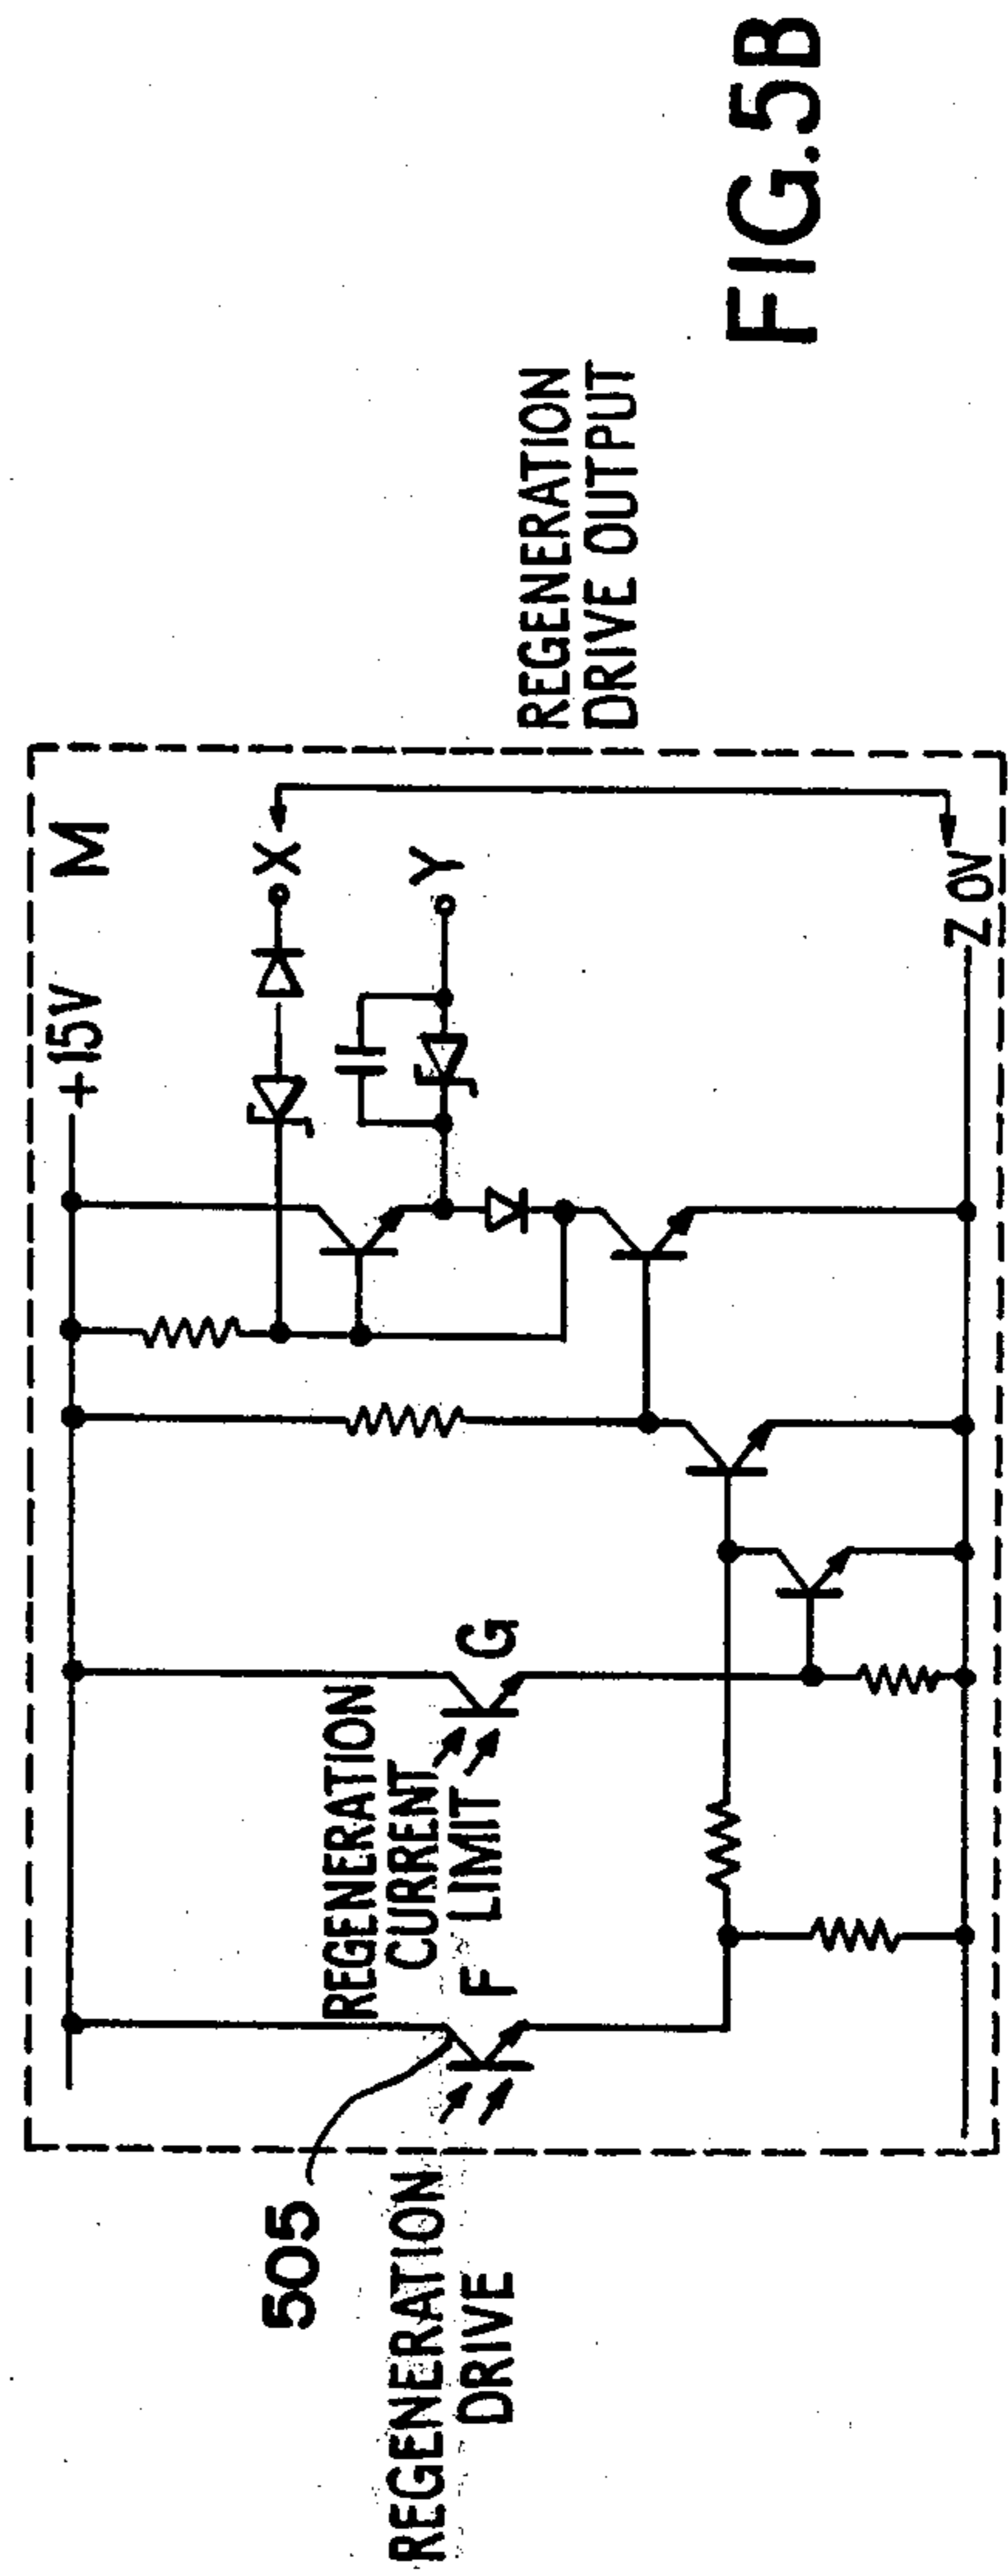 +15V
M
X
Y
Z 0V
REGENERATION
CURRENT
LIMIT
G
F
505
REGENERATION
DRIVE
REGENERATION
DRIVE OUTPUT
FIG.5B